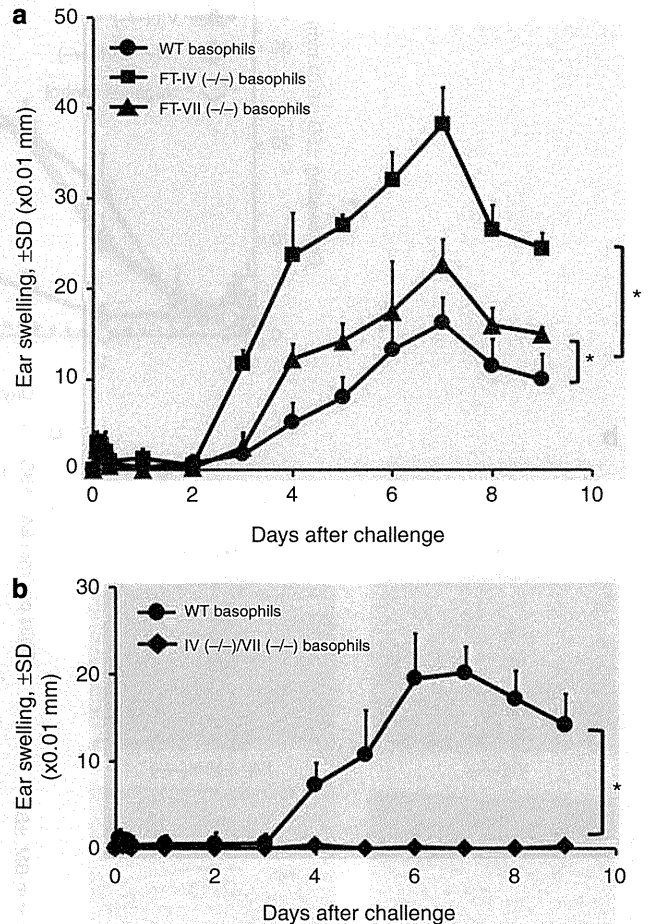 a
50
40
30
20
10
0
Ear swelling, ±SD (x0.01 mm)
WT basophils
FT-IV (–/–) basophils
FT-VII (–/–) basophils
*
*
0 2 4 6 8 10
Days after challenge
b
30
20
10
0
Ear swelling, ±SD
(x0.01 mm)
WT basophils
IV (–/–)/VII (–/–) basophils
*
0 2 4 6 8 10
Days after challenge